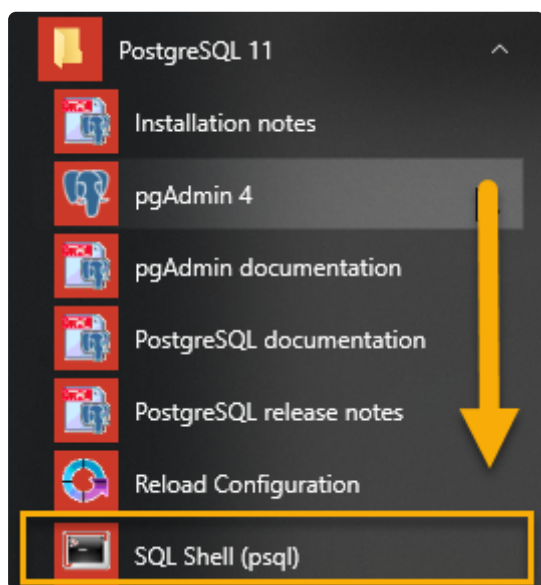 PostgreSQL 11
Installation notes
pgAdmin 4
pgAdmin documentation
PostgreSQL documentation
PostgreSQL release notes
Reload Configuration
SQL Shell (psql)